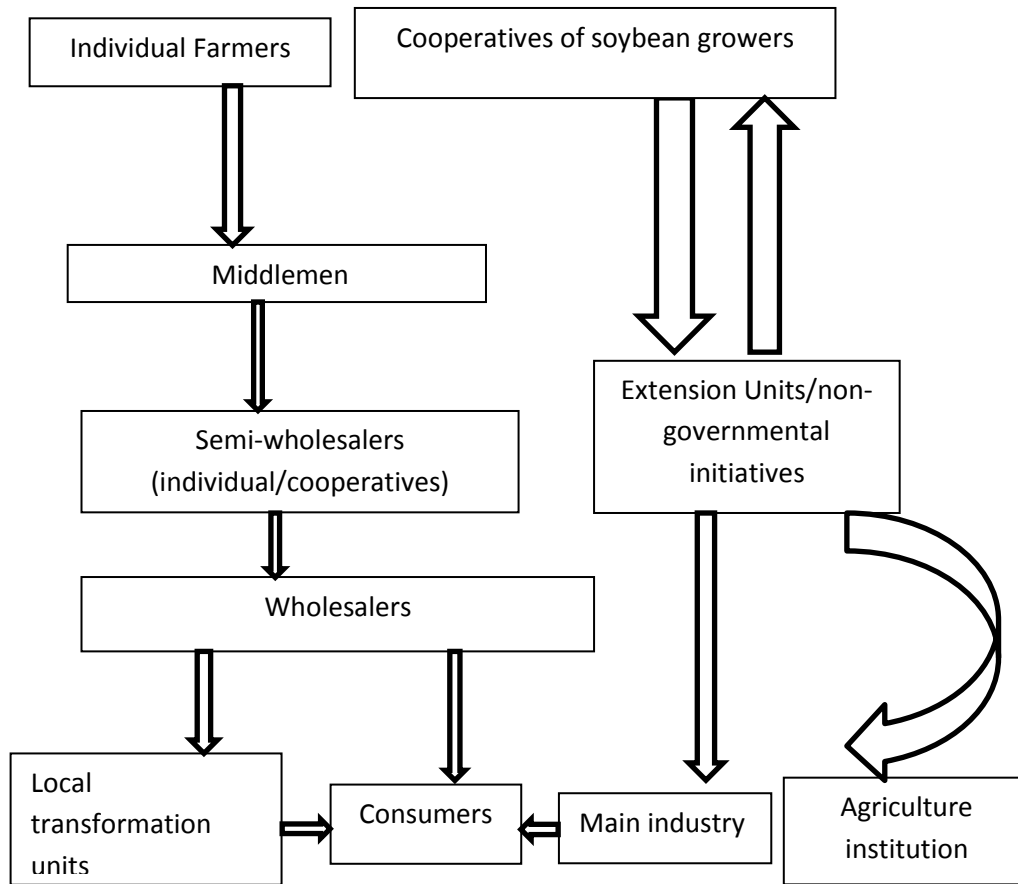 Individual Farmers
Cooperatives of soybean growers
Middlemen
Extension Units/non-
governmental
initiatives
Semi-wholesalers
(individual/cooperatives)
Wholesalers
Local
transformation
units
Consumers
Main industry
Agriculture
institution